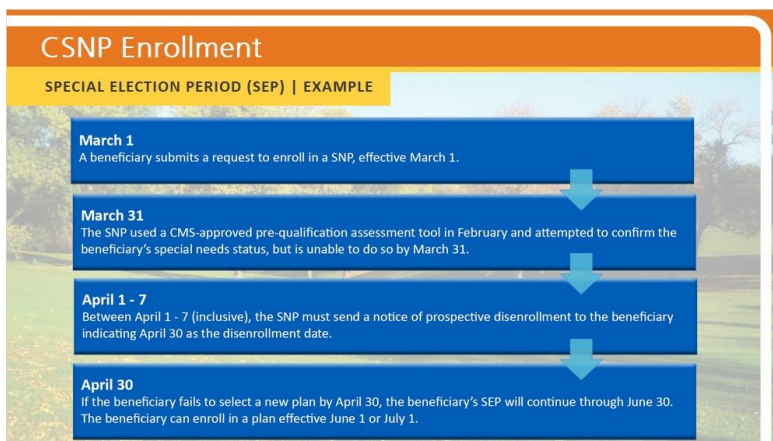 CSNP Enrollment
SPECIAL ELECTION PERIOD (SEP) | EXAMPLE
March 1
A beneficiary submits a request to enroll in a SNP, effective March 1.
March 31
The SNP used a CMS-approved pre-qualification assessment tool in February and attempted to confirm the
beneficiary's special needs status, but is unable to do so by March 31.
April 1 - 7
Between April 1 - 7 (inclusive), the SNP must send a notice of prospective disenrollment to the beneficiary
indicating April 30 as the disenrollment date.
April 30
If the beneficiary fails to select a new plan by April 30, the beneficiary's SEP will continue through June 30.
The beneficiary can enroll in a plan effective June 1 or July 1.